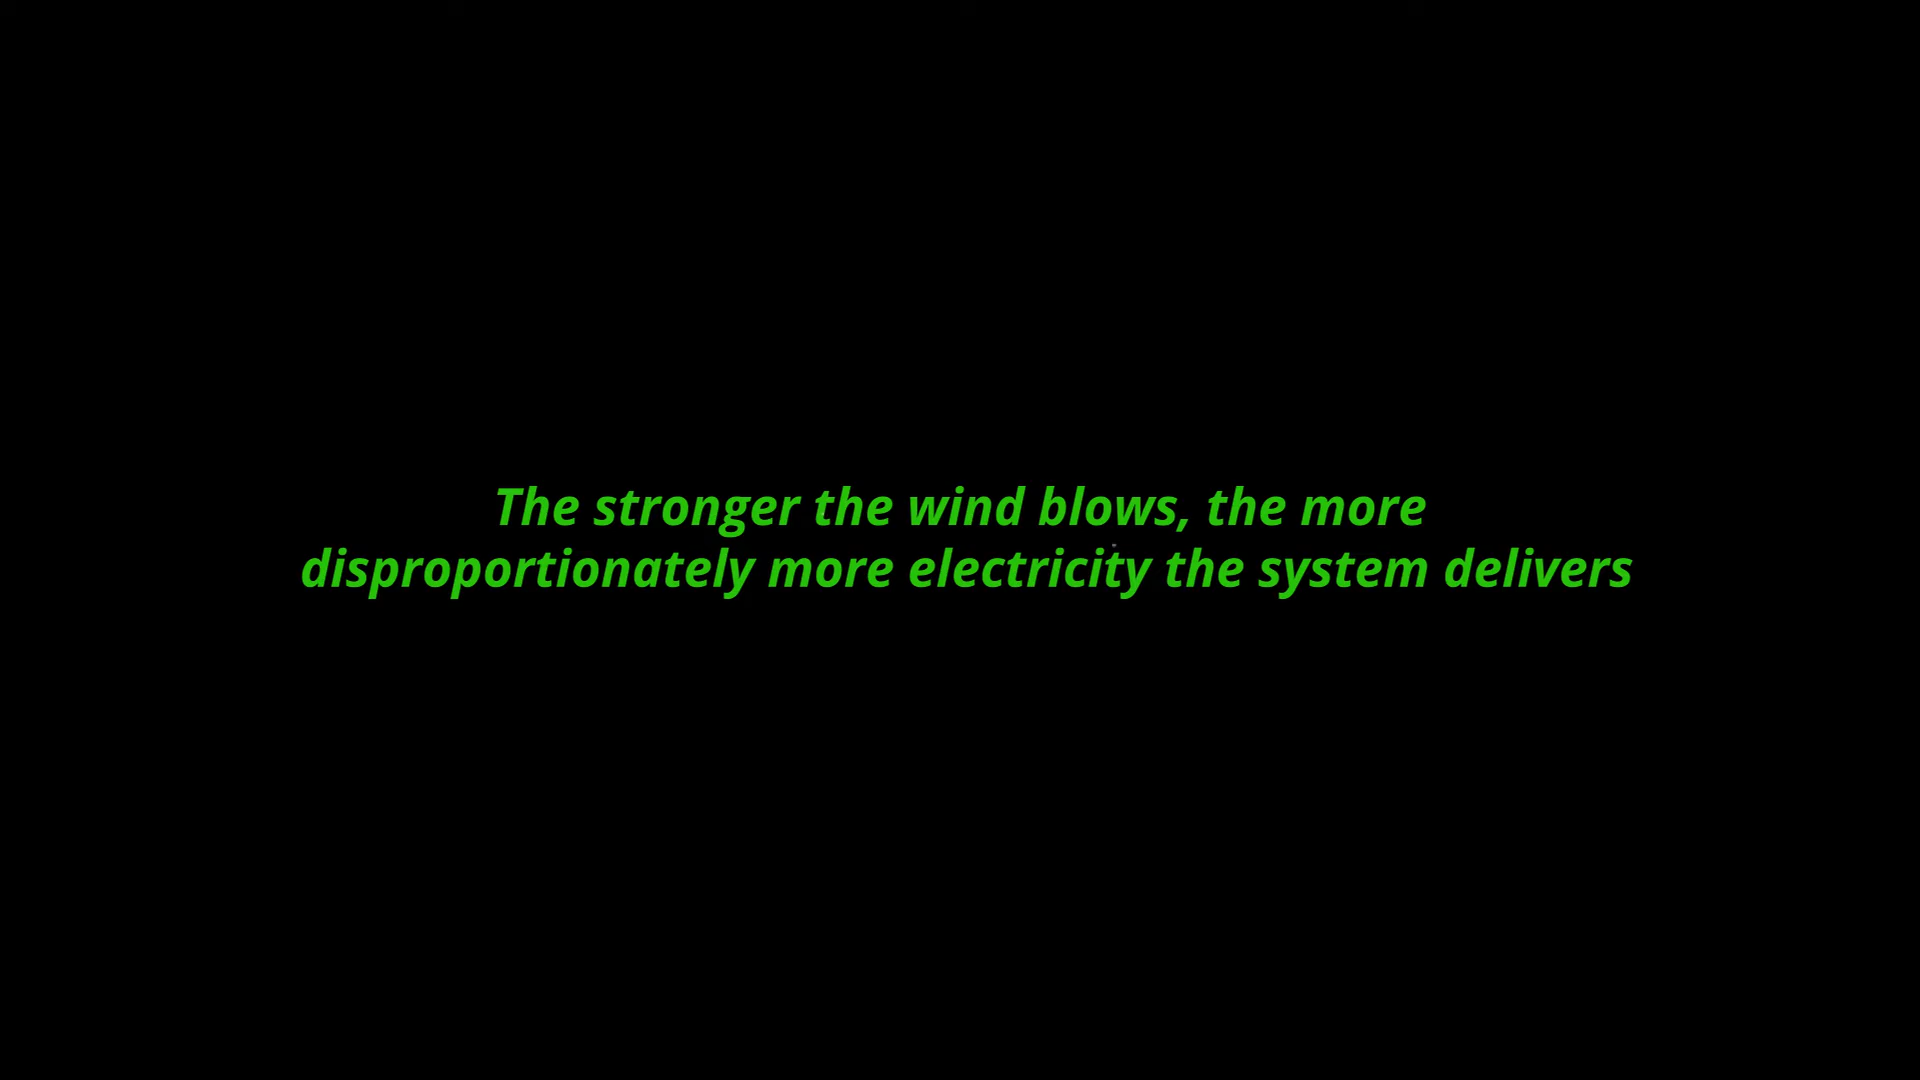 The stronger the wind blows, the more
disproportionately more electricity the system delivers